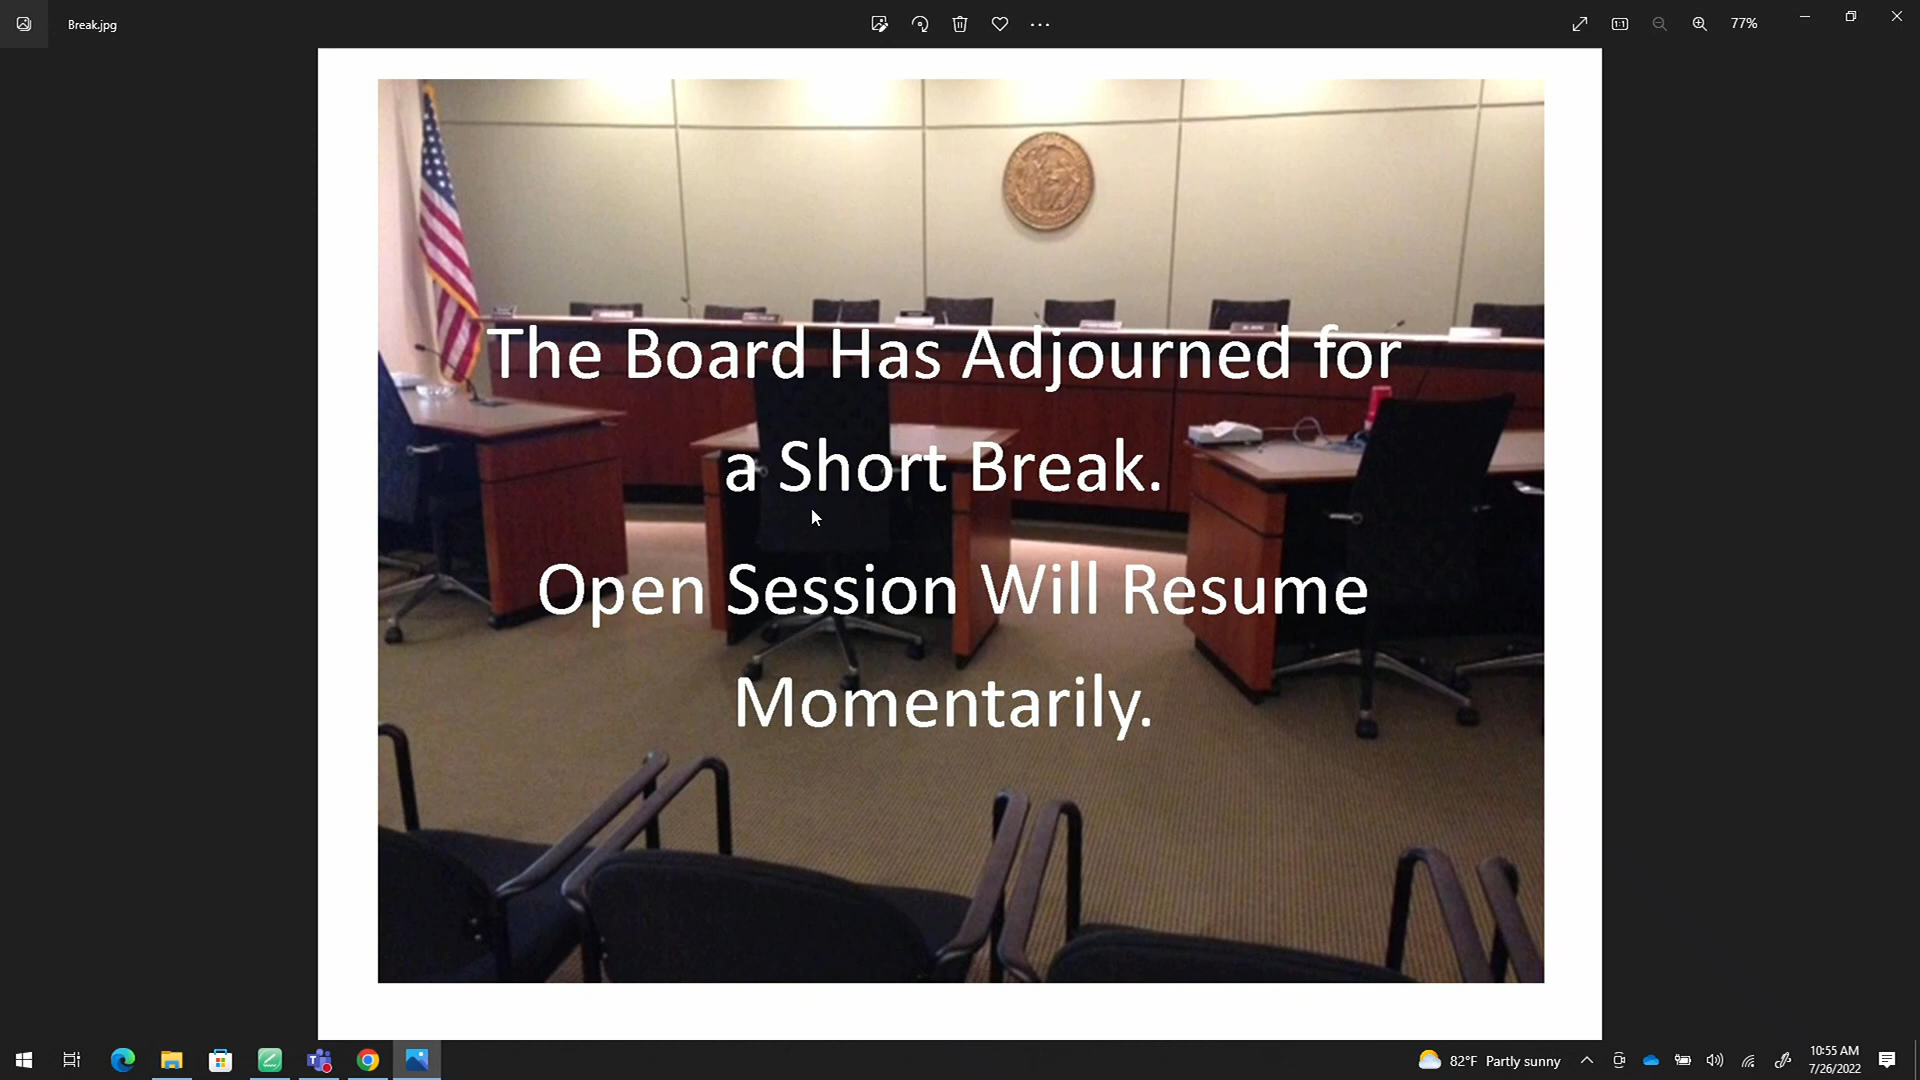 Break.jpg
77%
The Board Has Adjourned for
a Short Break.
Open Session Will Resume
Momentarily.
82°F Partly sunny
10:55 AM
7/26/2022